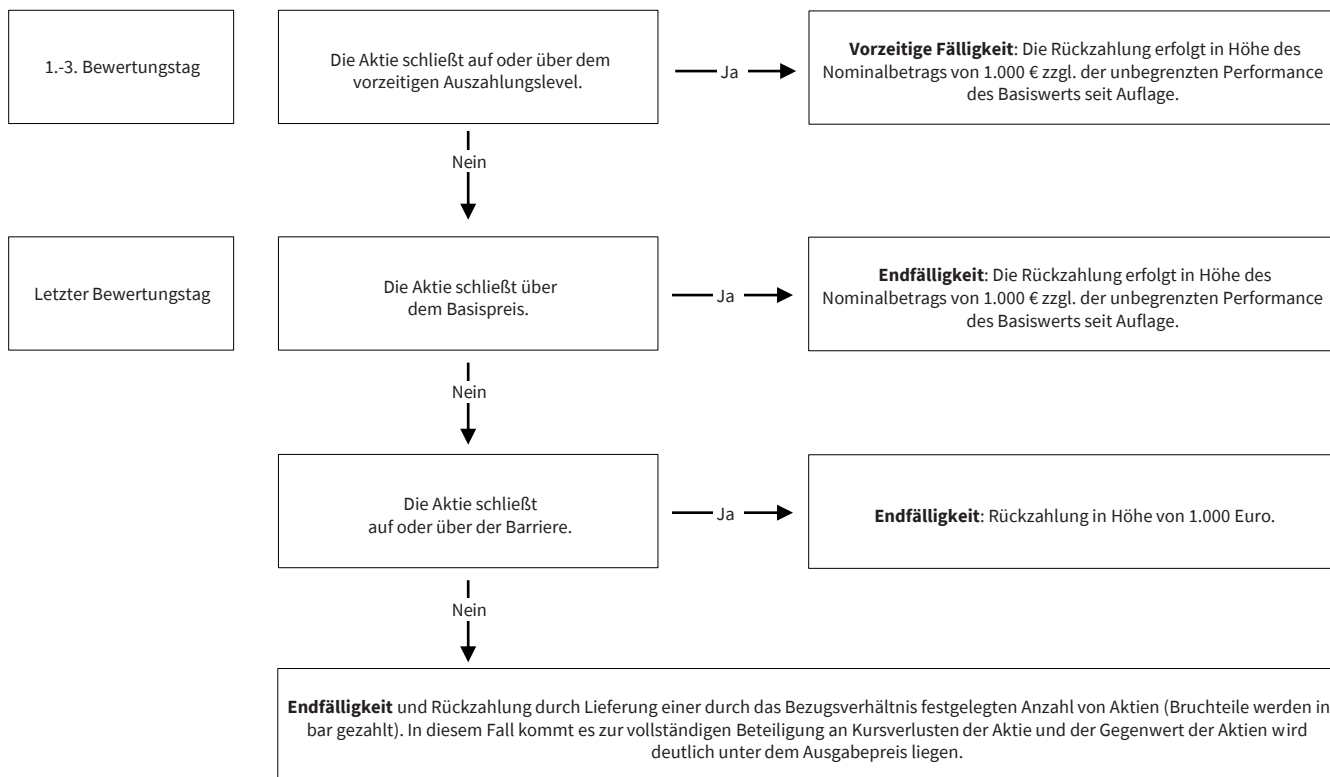 1.-3. Bewertungstag
Die Aktie schließt auf oder über dem
vorzeitigen Auszahlungslevel.
Ja
Vorzeitige Fälligkeit: Die Rückzahlung erfolgt in Höhe des
Nominalbetrags von 1.000 € zzgl. der unbegrenzten Performance
des Basiswerts seit Auflage.
Nein
Letzter Bewertungstag
Die Aktie schließt über
dem Basispreis.
Ja
Endfälligkeit: Die Rückzahlung erfolgt in Höhe des
Nominalbetrags von 1.000 € zzgl. der unbegrenzten Performance
des Basiswerts seit Auflage.
Nein
Die Aktie schließt
auf oder über der Barriere.
Ja
Endfälligkeit: Rückzahlung in Höhe von 1.000 Euro.
Nein
Endfälligkeit und Rückzahlung durch Lieferung einer durch das Bezugsverhältnis festgelegten Anzahl von Aktien (Bruchteile werden in
bar gezahlt). In diesem Fall kommt es zur vollständigen Beteiligung an Kursverlusten der Aktie und der Gegenwert der Aktien wird
deutlich unter dem Ausgabepreis liegen.